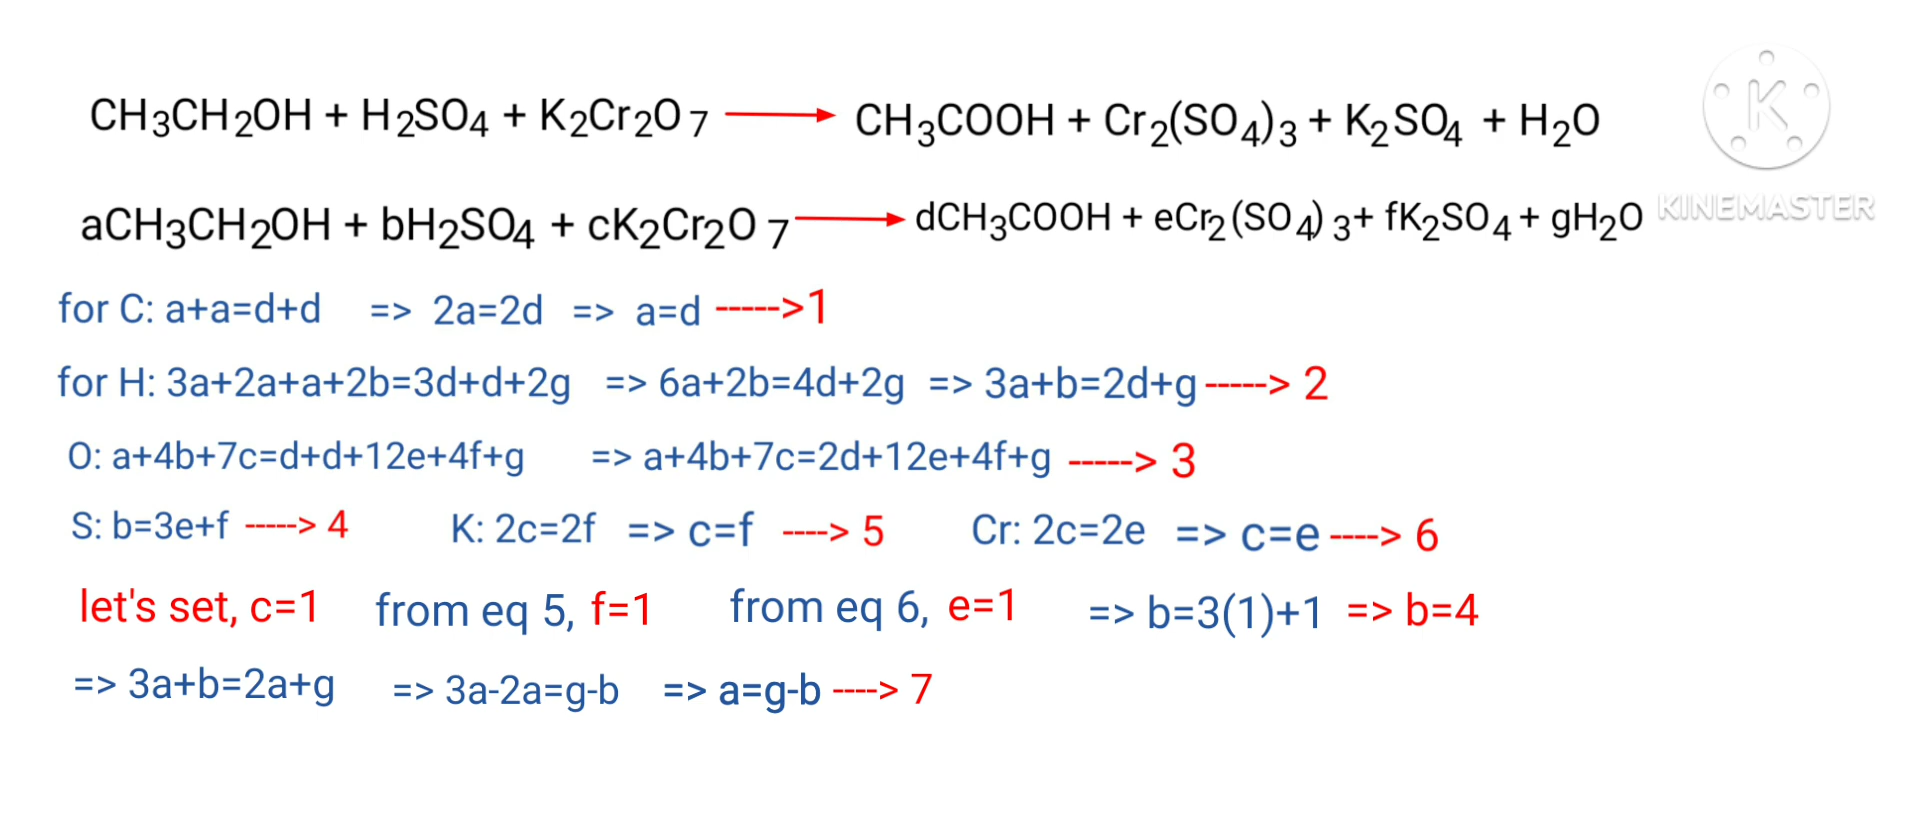 CH3CH2OH + H2SO4 + K2Cr2O7 → CH3COOH + Cr2(SO4)3 + K2SO4 + H2O
K
KINEMASTER
aCH3CH2OH + bH2SO4 + cK2Cr2O7 → dCH3COOH + eCr2(SO4)3+ fK2SO4 + gH2O
for C: a+a=d+d => 2a=2d => a=d ----->1
for H: 3a+2a+a+2b=3d+d+2g => 6a+2b=4d+2g => 3a+b=2d+g -----> 2
O: a+4b+7c=d+d+12e+4f+g => a+4b+7c=2d+12e+4f+g -----> 3
S: b=3e+f -----> 4 K: 2c=2f => c=f ----> 5 Cr: 2c=2e => c=e ----> 6
let's set, c=1 from eq 5, f=1 from eq 6, e=1 => b=3(1)+1 => b=4
=> 3a+b=2a+g => 3a-2a=g-b => a=g-b ----> 7